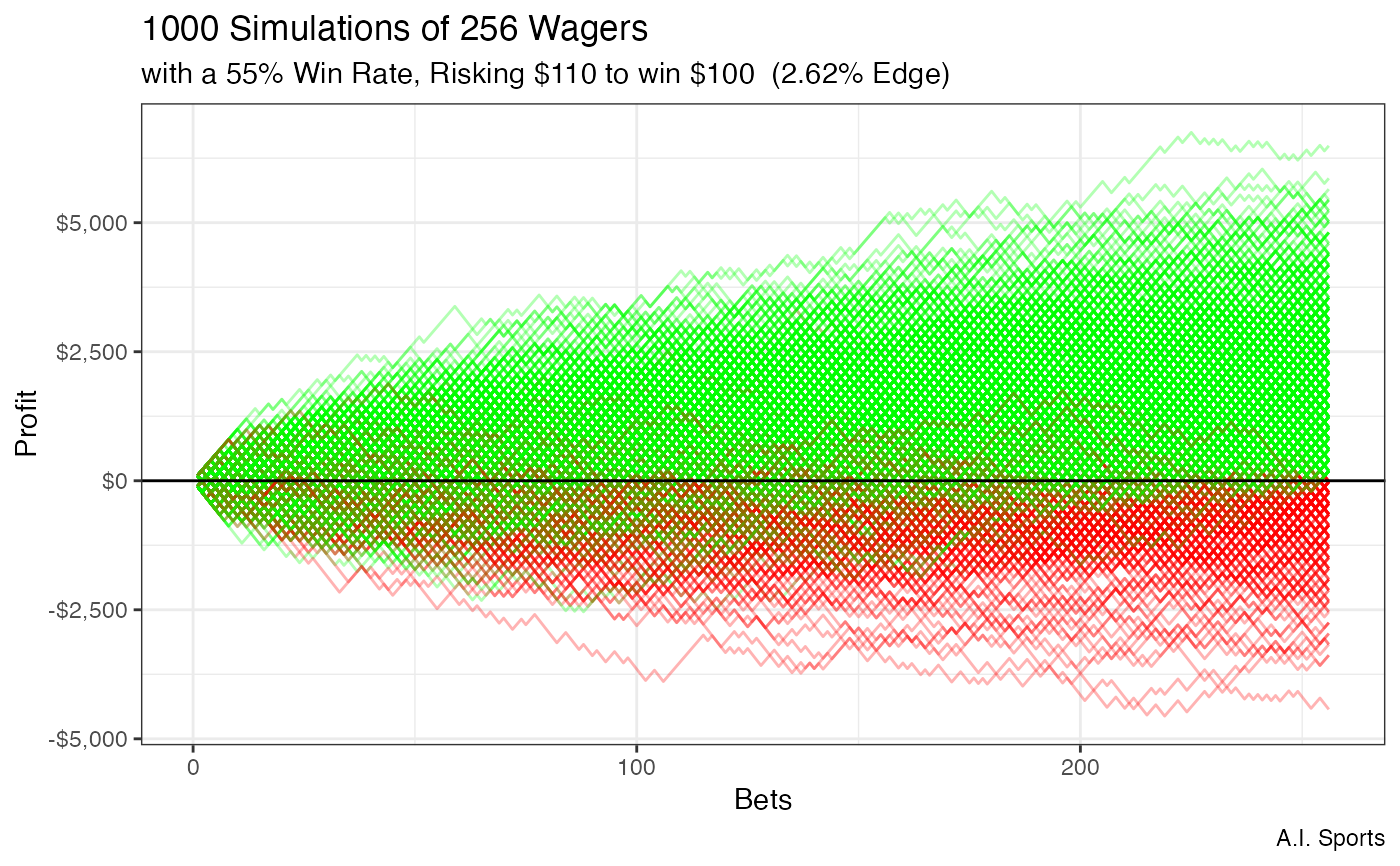 1000 Simulations of 256 Wagers
with a 55% Win Rate, Risking $110 to win $100  (2.62% Edge)
Profit
$5,000
$2,500
$0
-$2,500
-$5,000
0
100
200
Bets
A.I. Sports